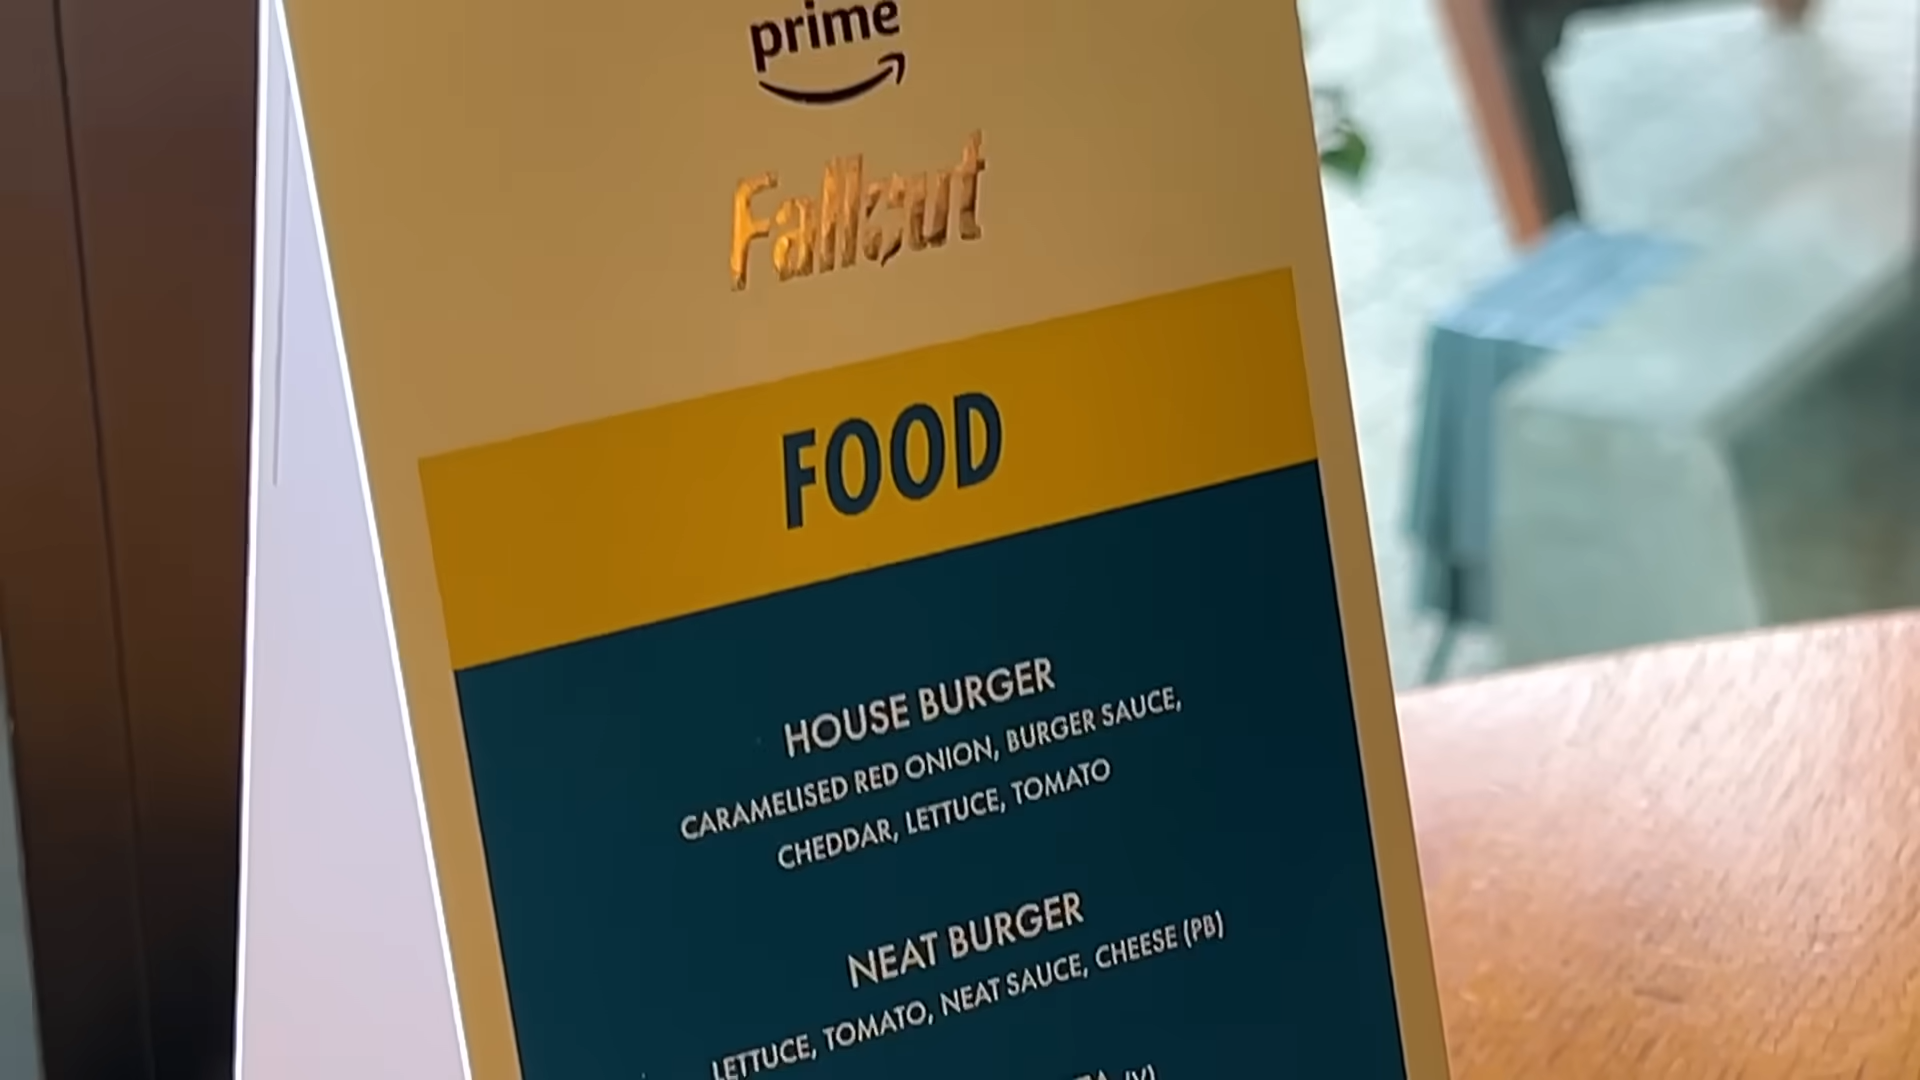 prime
Fallout
FOOD
HOUSE BURGER
CARAMELISED RED ONION, BURGER SAUCE,
CHEDDAR, LETTUCE, TOMATO
NEAT BURGER
LETTUCE, TOMATO, NEAT SAUCE, CHEESE (PB)
(V)